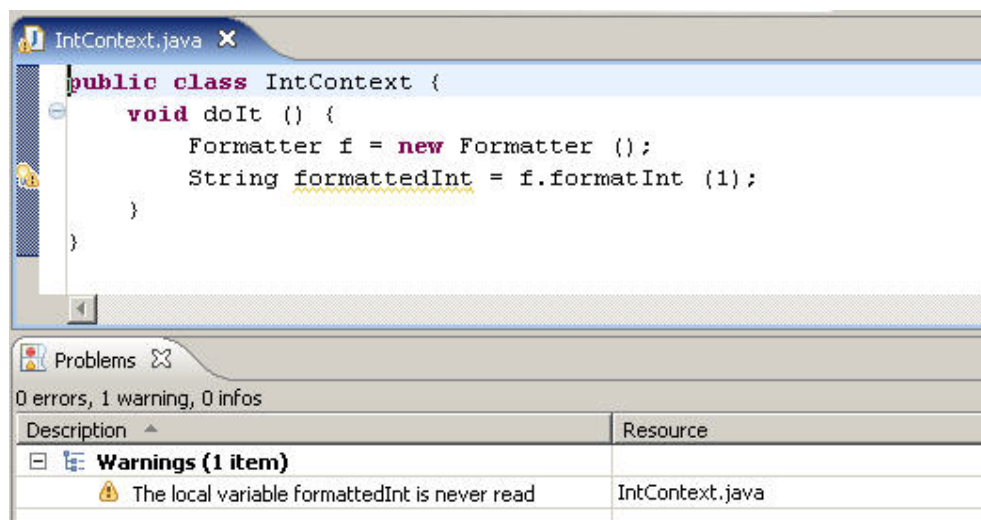 IntContext.java
public class IntContext {
void doIt () {
Formatter f = new Formatter ();
String formattedInt = f.formatInt (1);
}
}
Problems
0 errors, 1 warning, 0 infos
Description Resource
Warnings (1 item)
The local variable formattedInt is never read IntContext.java